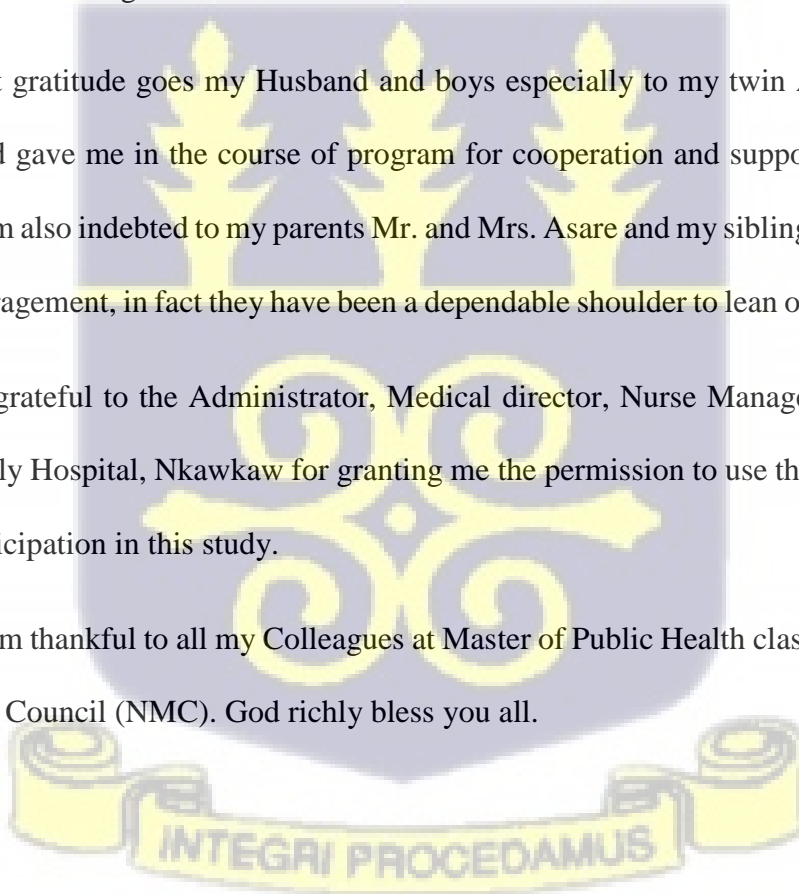 t gratitude goes my Husband and boys especially to my twin
d gave me in the course of program for cooperation and suppo
m also indebted to my parents Mr. and Mrs. Asare and my sibling
ragement, in fact they have been a dependable shoulder to lean o
grateful to the Administrator, Medical director, Nurse Manage
ly Hospital, Nkawkaw for granting me the permission to use th
icipation in this study.
m thankful to all my Colleagues at Master of Public Health clas
Council (NMC). God richly bless you all.
INTEGRI PROCEDAMUS